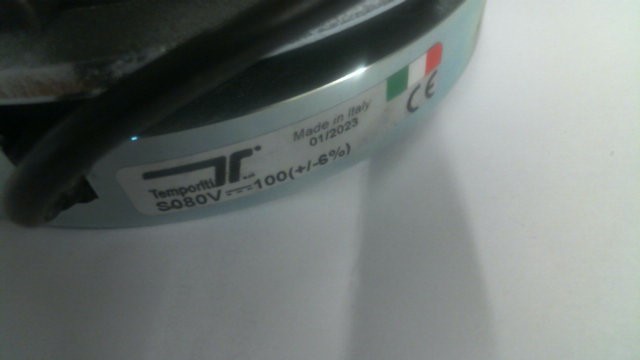 Made in Italy
01/2023
CE
Temporiti
S080V 100(+/-6%)